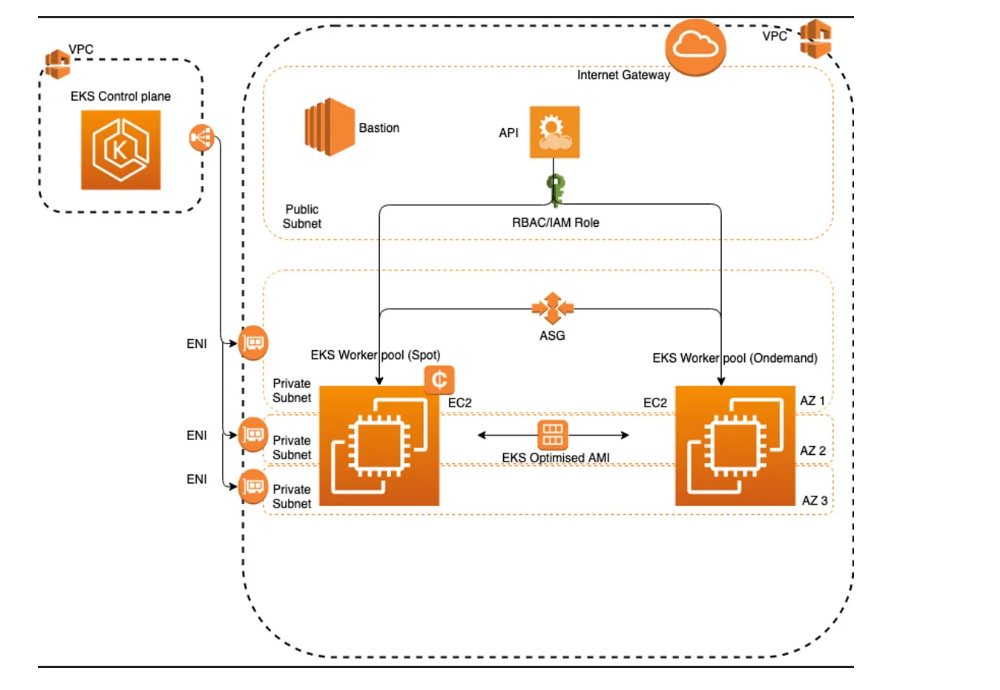 VPC
EKS Control plane
K
VPC
Internet Gateway
Bastion
API
Public
Subnet
RBAC/IAM Role
ASG
ENI
EKS Worker pool (Spot)
EKS Worker pool (Ondemand)
Private
Subnet
₵
EC2
EC2
AZ 1
ENI
Private
Subnet
EKS Optimised AMI
AZ 2
ENI
Private
Subnet
AZ 3